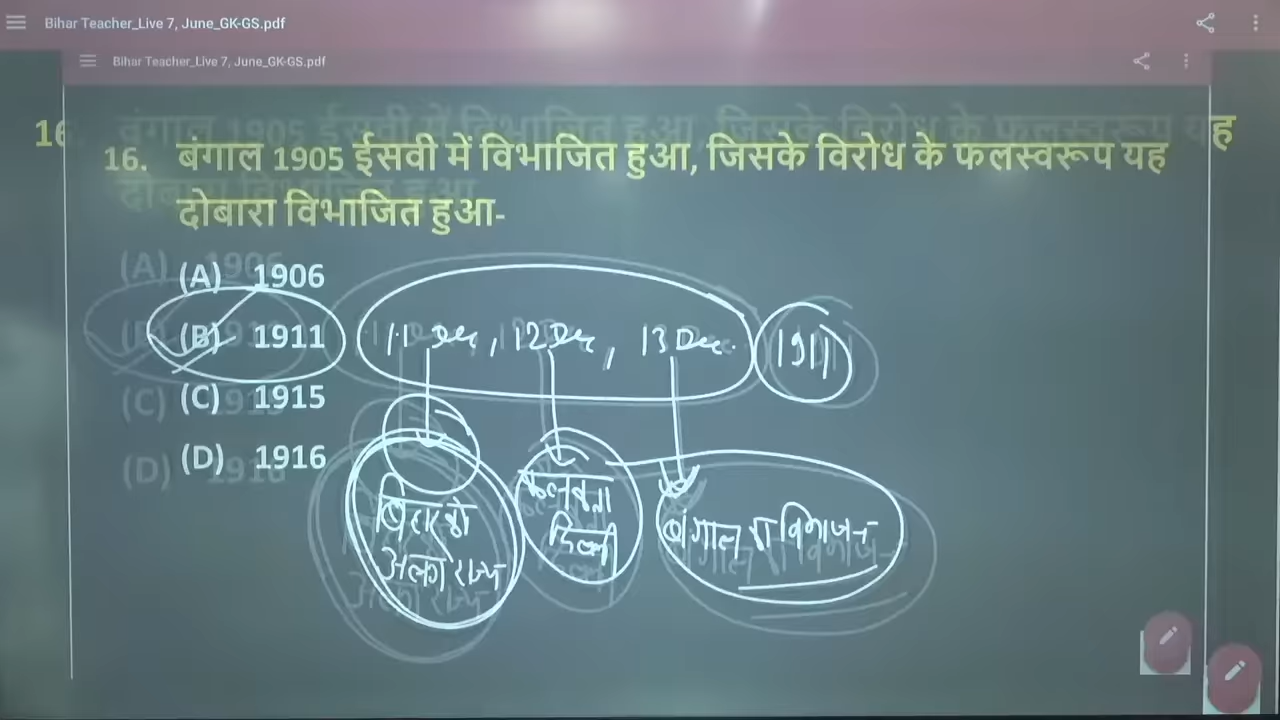 Bihar Teacher_Live 7, June_GK-GS.pdf
Bihar Teacher_Live 7, June_GK-GS.pdf
16. बंगाल 1905 ईसवी में विभाजित हुआ, जिसके विरोध के फलस्वरूप यह
दोबारा विभाजित हुआ-
(A) 1906
(B) 1911
(C) 1915
(D) 1916
11 Dec, 12 Dec, 13 Dec. 1911
बिहार को
अलग राज्य
कलकत्ता
दिल्ली
बंगाल का विभाजन